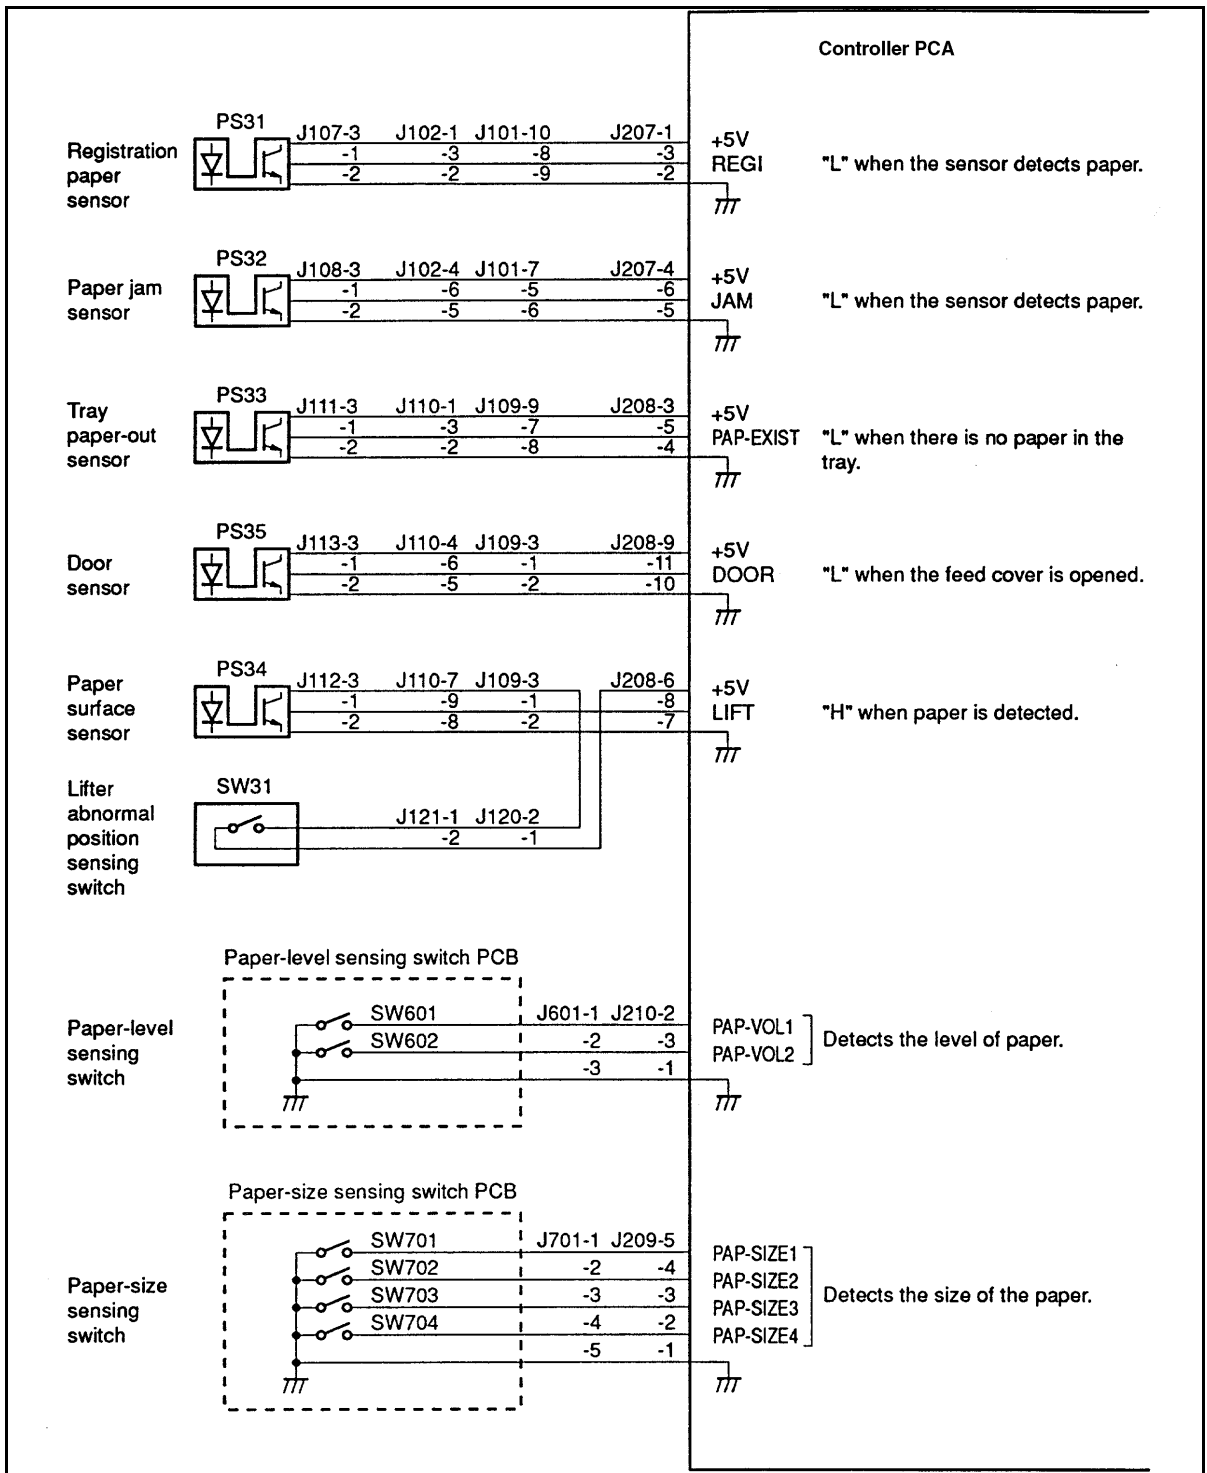 Controller PCA
PS31
Registration
paper
sensor
J107-3 J102-1 J101-10 J207-1
-1 -3 -8 -3
-2 -2 -9 -2
+5V
REGI
"L" when the sensor detects paper.
PS32
Paper jam
sensor
J108-3 J102-4 J101-7 J207-4
-1 -6 -5 -6
-2 -5 -6 -5
+5V
JAM
"L" when the sensor detects paper.
PS33
Tray
paper-out
sensor
J111-3 J110-1 J109-9 J208-3
-1 -3 -7 -5
-2 -2 -8 -4
+5V
PAP-EXIST
"L" when there is no paper in the
tray.
PS35
Door
sensor
J113-3 J110-4 J109-3 J208-9
-1 -6 -1 -11
-2 -5 -2 -10
+5V
DOOR
"L" when the feed cover is opened.
PS34
Paper
surface
sensor
J112-3 J110-7 J109-3 J208-6
-1 -9 -1 -8
-2 -8 -2 -7
+5V
LIFT
"H" when paper is detected.
Lifter
abnormal
position
sensing
switch
SW31
J121-1 J120-2
-2 -1
Paper-level sensing switch PCB
Paper-level
sensing
switch
SW601
SW602
J601-1 J210-2
-2 -3
-3 -1
PAP-VOL1
PAP-VOL2
Detects the level of paper.
Paper-size sensing switch PCB
Paper-size
sensing
switch
SW701
SW702
SW703
SW704
J701-1 J209-5
-2 -4
-3 -3
-4 -2
-5 -1
PAP-SIZE1
PAP-SIZE2
PAP-SIZE3
PAP-SIZE4
Detects the size of the paper.